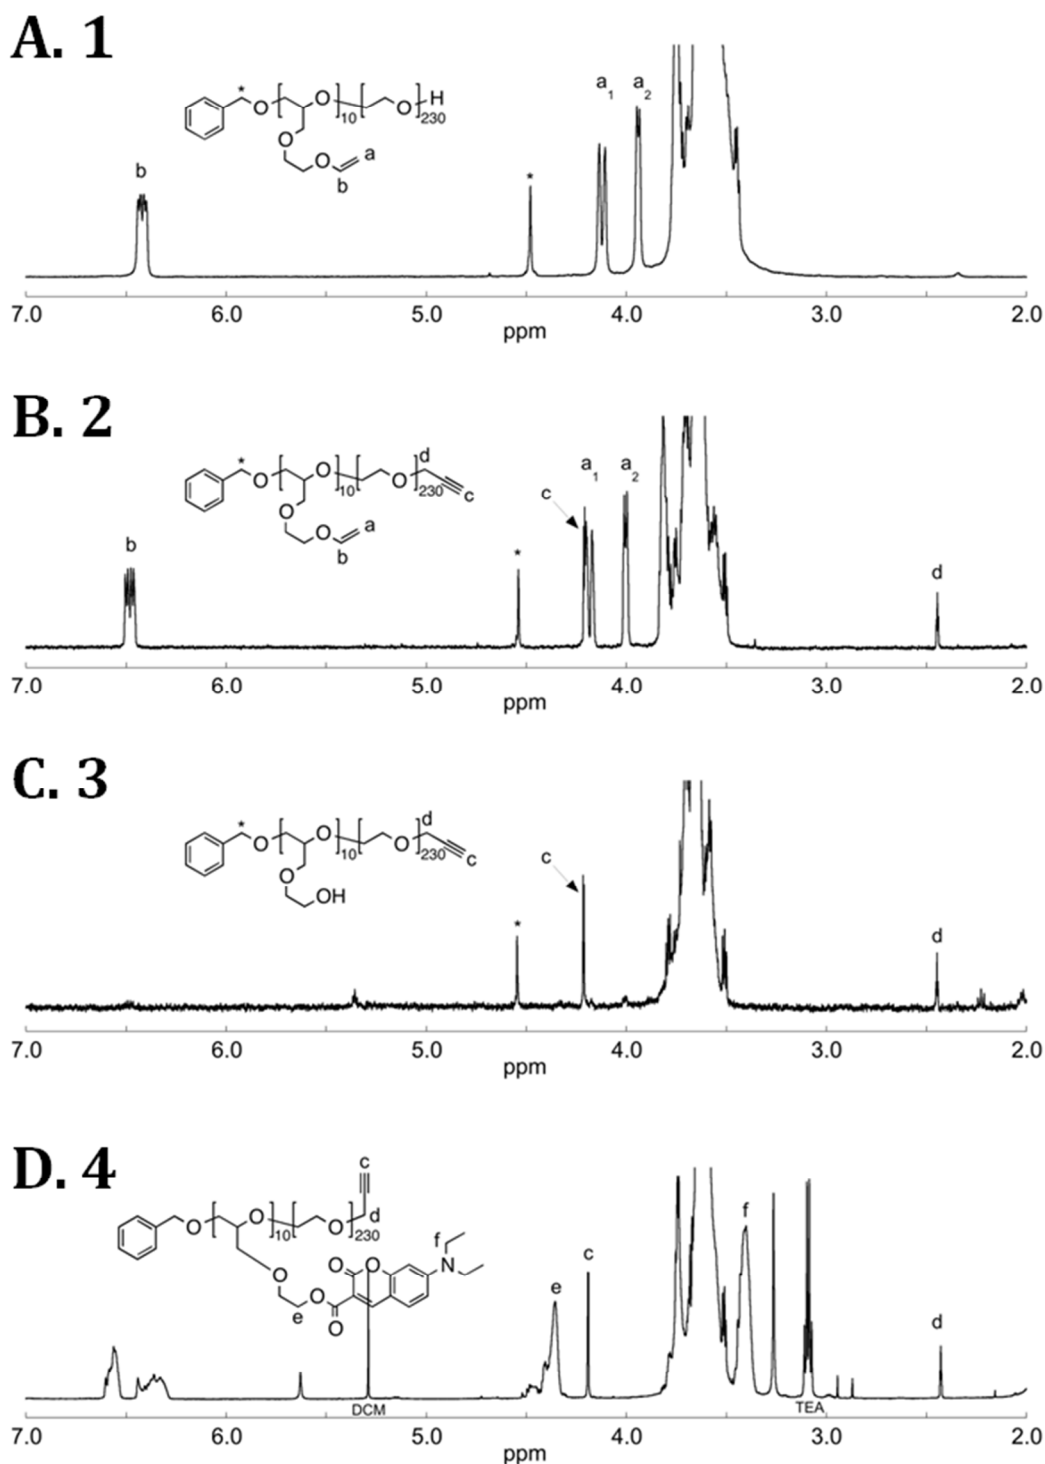 A. 1
a1 a2
* O O 10 O H 230
b
O
O a
b
*
7.0 6.0 5.0 4.0 3.0 2.0
ppm
B. 2
d
a1 a2
* O O 10 O 230 c
c
O
O a
b
b
*
d
7.0 6.0 5.0 4.0 3.0 2.0
ppm
C. 3
d
* O O 10 O 230 c
c
O
OH
*
d
7.0 6.0 5.0 4.0 3.0 2.0
ppm
D. 4
c
O O 10 O d 230
f
N
O
O O
O
e
O
f
c
e
d
DCM
TEA
7.0 6.0 5.0 4.0 3.0 2.0
ppm